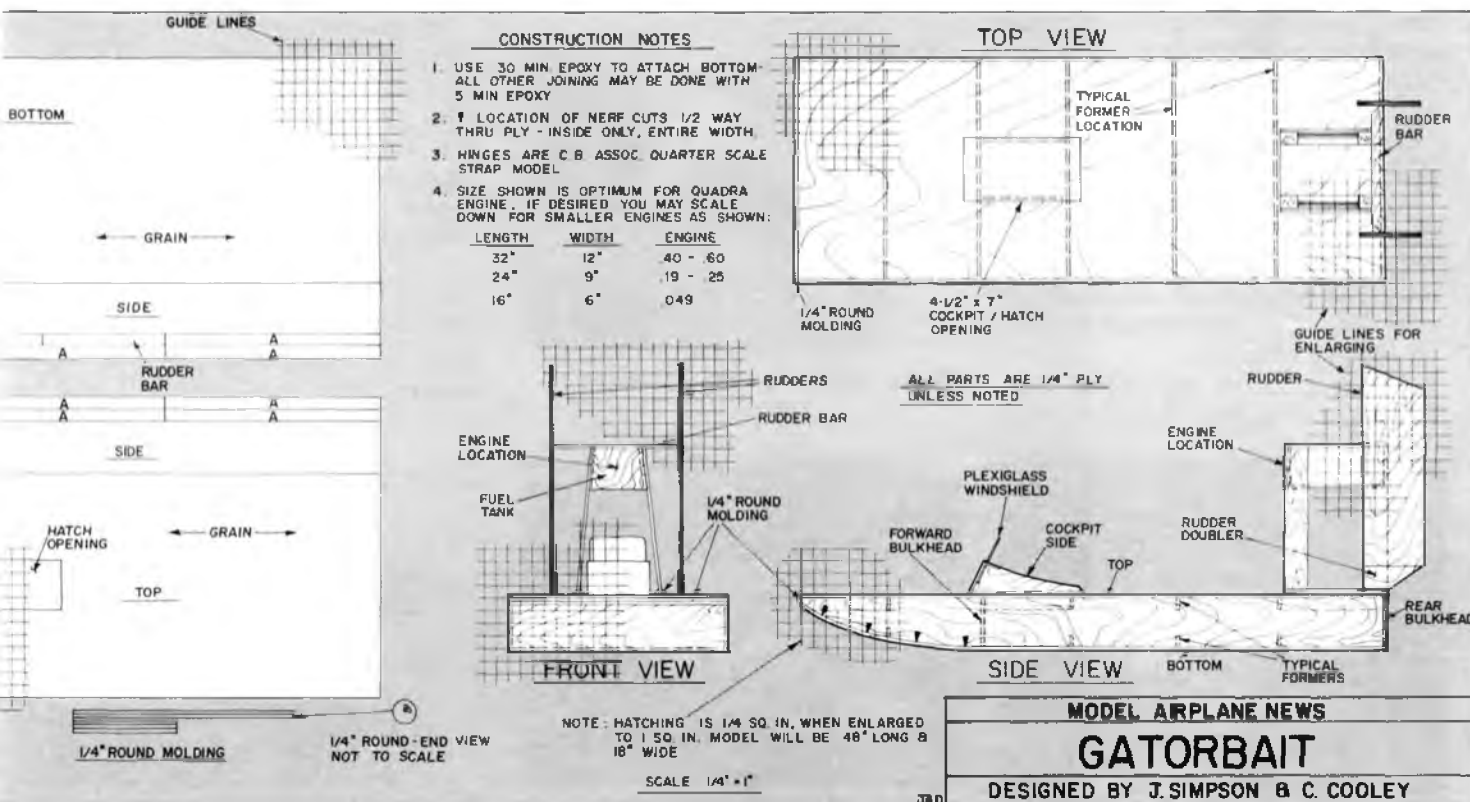 GUIDE LINES
BOTTOM
GRAIN
SIDE
A
A
A
RUDDER
BAR
A
A
A
A
SIDE
HATCH
OPENING
GRAIN
TOP
1/4" ROUND MOLDING
1/4" ROUND-END VIEW
NOT TO SCALE
CONSTRUCTION NOTES
1. USE 30 MIN. EPOXY TO ATTACH BOTTOM-
ALL OTHER JOINING MAY BE DONE WITH
5 MIN EPOXY
2. LOCATION OF NERF CUTS 1/2 WAY
THRU PLY - INSIDE ONLY, ENTIRE WIDTH
3. HINGES ARE C.B. ASSOC. QUARTER SCALE
STRAP MODEL
4. SIZE SHOWN IS OPTIMUM FOR QUADRA
ENGINE. IF DESIRED YOU MAY SCALE
DOWN FOR SMALLER ENGINES AS SHOWN:
LENGTH WIDTH ENGINE
32" 12" .40 - .60
24" 9" .19 - .25
16" 6" .049
TOP VIEW
TYPICAL
FORMER
LOCATION
RUDDER
BAR
1/4" ROUND
MOLDING
4-1/2" x 7"
COCKPIT / HATCH
OPENING
GUIDE LINES FOR
ENLARGING
ALL PARTS ARE 1/4" PLY
UNLESS NOTED
RUDDERS
RUDDER BAR
ENGINE
LOCATION
FUEL
TANK
1/4" ROUND
MOLDING
FRONT VIEW
RUDDER
ENGINE
LOCATION
PLEXIGLASS
WINDSHIELD
FORWARD
BULKHEAD
COCKPIT
SIDE
TOP
RUDDER
DOUBLER
REAR
BULKHEAD
SIDE VIEW
BOTTOM
TYPICAL
FORMERS
NOTE: HATCHING IS 1/4 SQ. IN. WHEN ENLARGED
TO 1 SQ. IN. MODEL WILL BE 48" LONG &
18" WIDE
SCALE 1/4" = 1"
MODEL AIRPLANE NEWS
GATORBAIT
DESIGNED BY J. SIMPSON & C. COOLEY